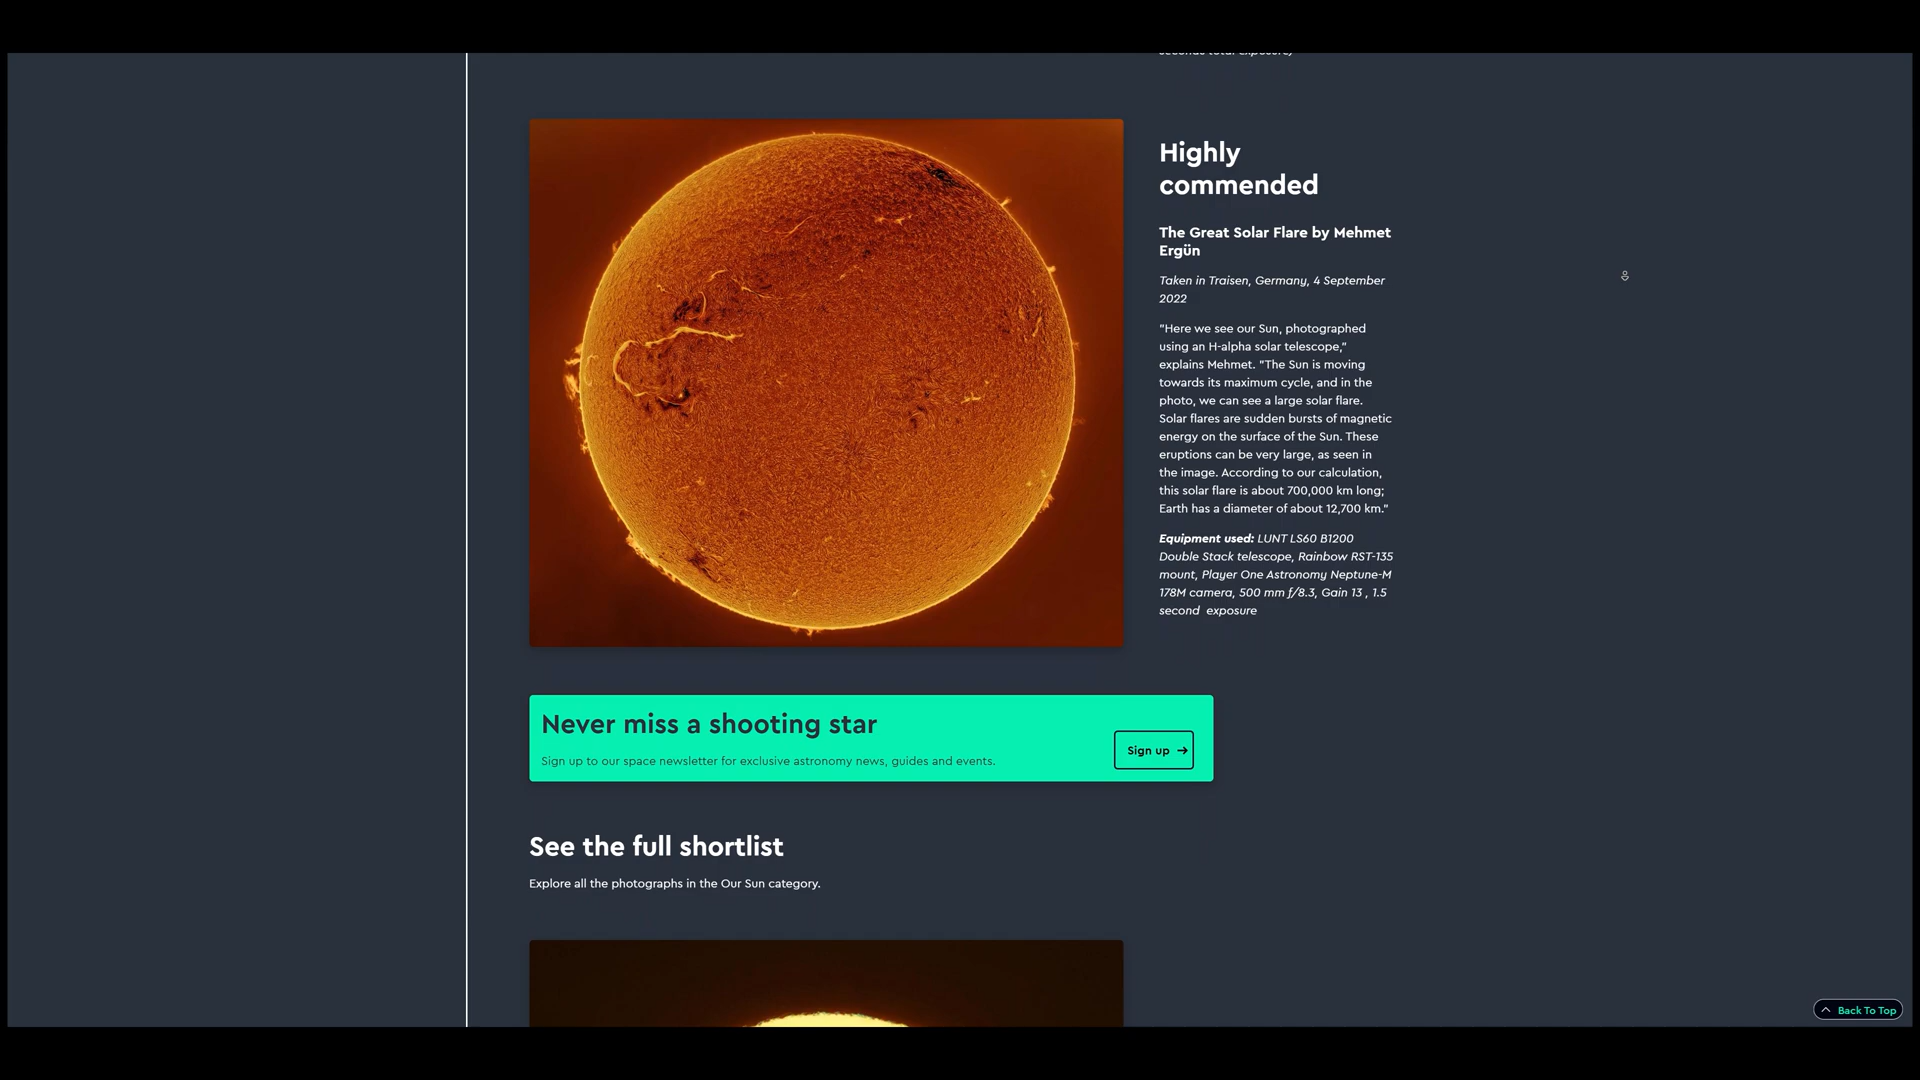 seconds total exposure)
Highly
commended
The Great Solar Flare by Mehmet
Ergün
Taken in Traisen, Germany, 4 September
2022
"Here we see our Sun, photographed
using an H-alpha solar telescope,"
explains Mehmet. "The Sun is moving
towards its maximum cycle, and in the
photo, we can see a large solar flare.
Solar flares are sudden bursts of magnetic
energy on the surface of the Sun. These
eruptions can be very large, as seen in
the image. According to our calculation,
this solar flare is about 700,000 km long;
Earth has a diameter of about 12,700 km."
Equipment used: LUNT LS60 B1200
Double Stack telescope, Rainbow RST-135
mount, Player One Astronomy Neptune-M
178M camera, 500 mm f/8.3, Gain 13 , 1.5
second exposure
Never miss a shooting star
Sign up to our space newsletter for exclusive astronomy news, guides and events.
Sign up
See the full shortlist
Explore all the photographs in the Our Sun category.
Back To Top